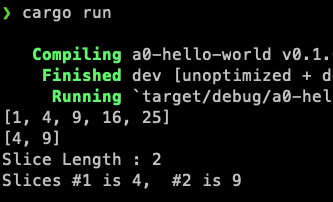 ❯ cargo run
Compiling a0-hello-world v0.1.
Finished dev [unoptimized + d
Running `target/debug/a0-hel
[1, 4, 9, 16, 25]
[4, 9]
Slice Length : 2
Slices #1 is 4,  #2 is 9